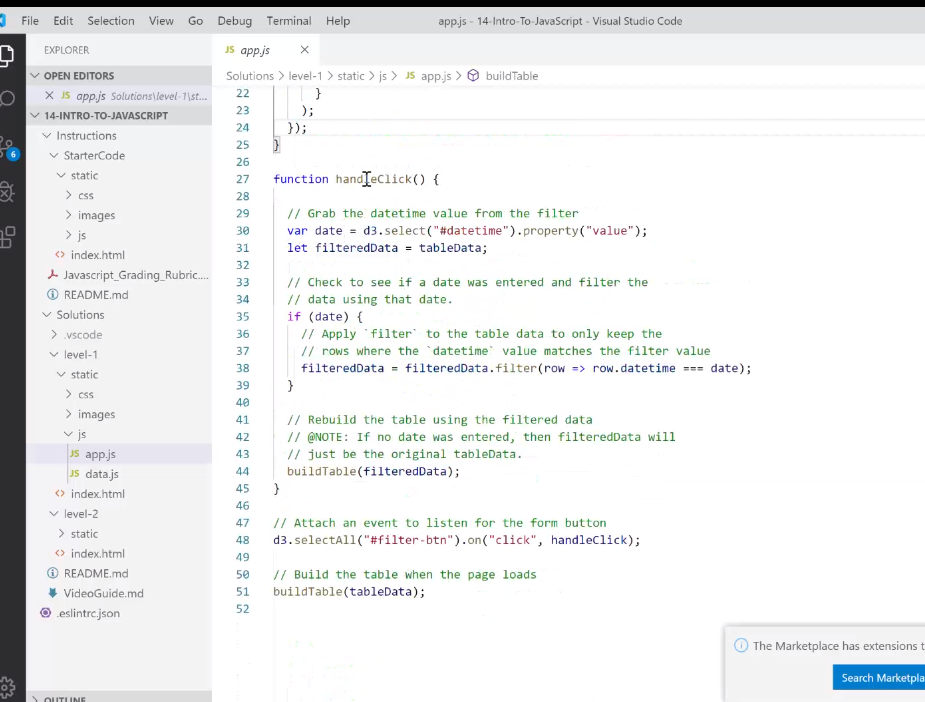 File Edit Selection View Go Debug Terminal Help app.js - 14-Intro-To-JavaScript - Visual Studio Code
EXPLORER
OPEN EDITORS
JS app.js Solutions\level-1\st...
14-INTRO-TO-JAVASCRIPT
Instructions
StarterCode
static
css
images
js
index.html
Javascript_Grading_Rubric....
README.md
Solutions
.vscode
level-1
static
css
images
js
JS app.js
JS data.js
index.html
level-2
static
index.html
README.md
VideoGuide.md
.eslintrc.json
OUTLINE
6
JS app.js
Solutions > level-1 > static > js > JS app.js > buildTable
22 }
23 );
24 });
25 }
26
27 function handleClick() {
28
29 // Grab the datetime value from the filter
30 var date = d3.select("#datetime").property("value");
31 let filteredData = tableData;
32
33 // Check to see if a date was entered and filter the
34 // data using that date.
35 if (date) {
36 // Apply `filter` to the table data to only keep the
37 // rows where the `datetime` value matches the filter value
38 filteredData = filteredData.filter(row => row.datetime === date);
39 }
40
41 // Rebuild the table using the filtered data
42 // @NOTE: If no date was entered, then filteredData will
43 // just be the original tableData.
44 buildTable(filteredData);
45 }
46
47 // Attach an event to listen for the form button
48 d3.selectAll("#filter-btn").on("click", handleClick);
49
50 // Build the table when the page loads
51 buildTable(tableData);
52
The Marketplace has extensions t
Search Marketpla